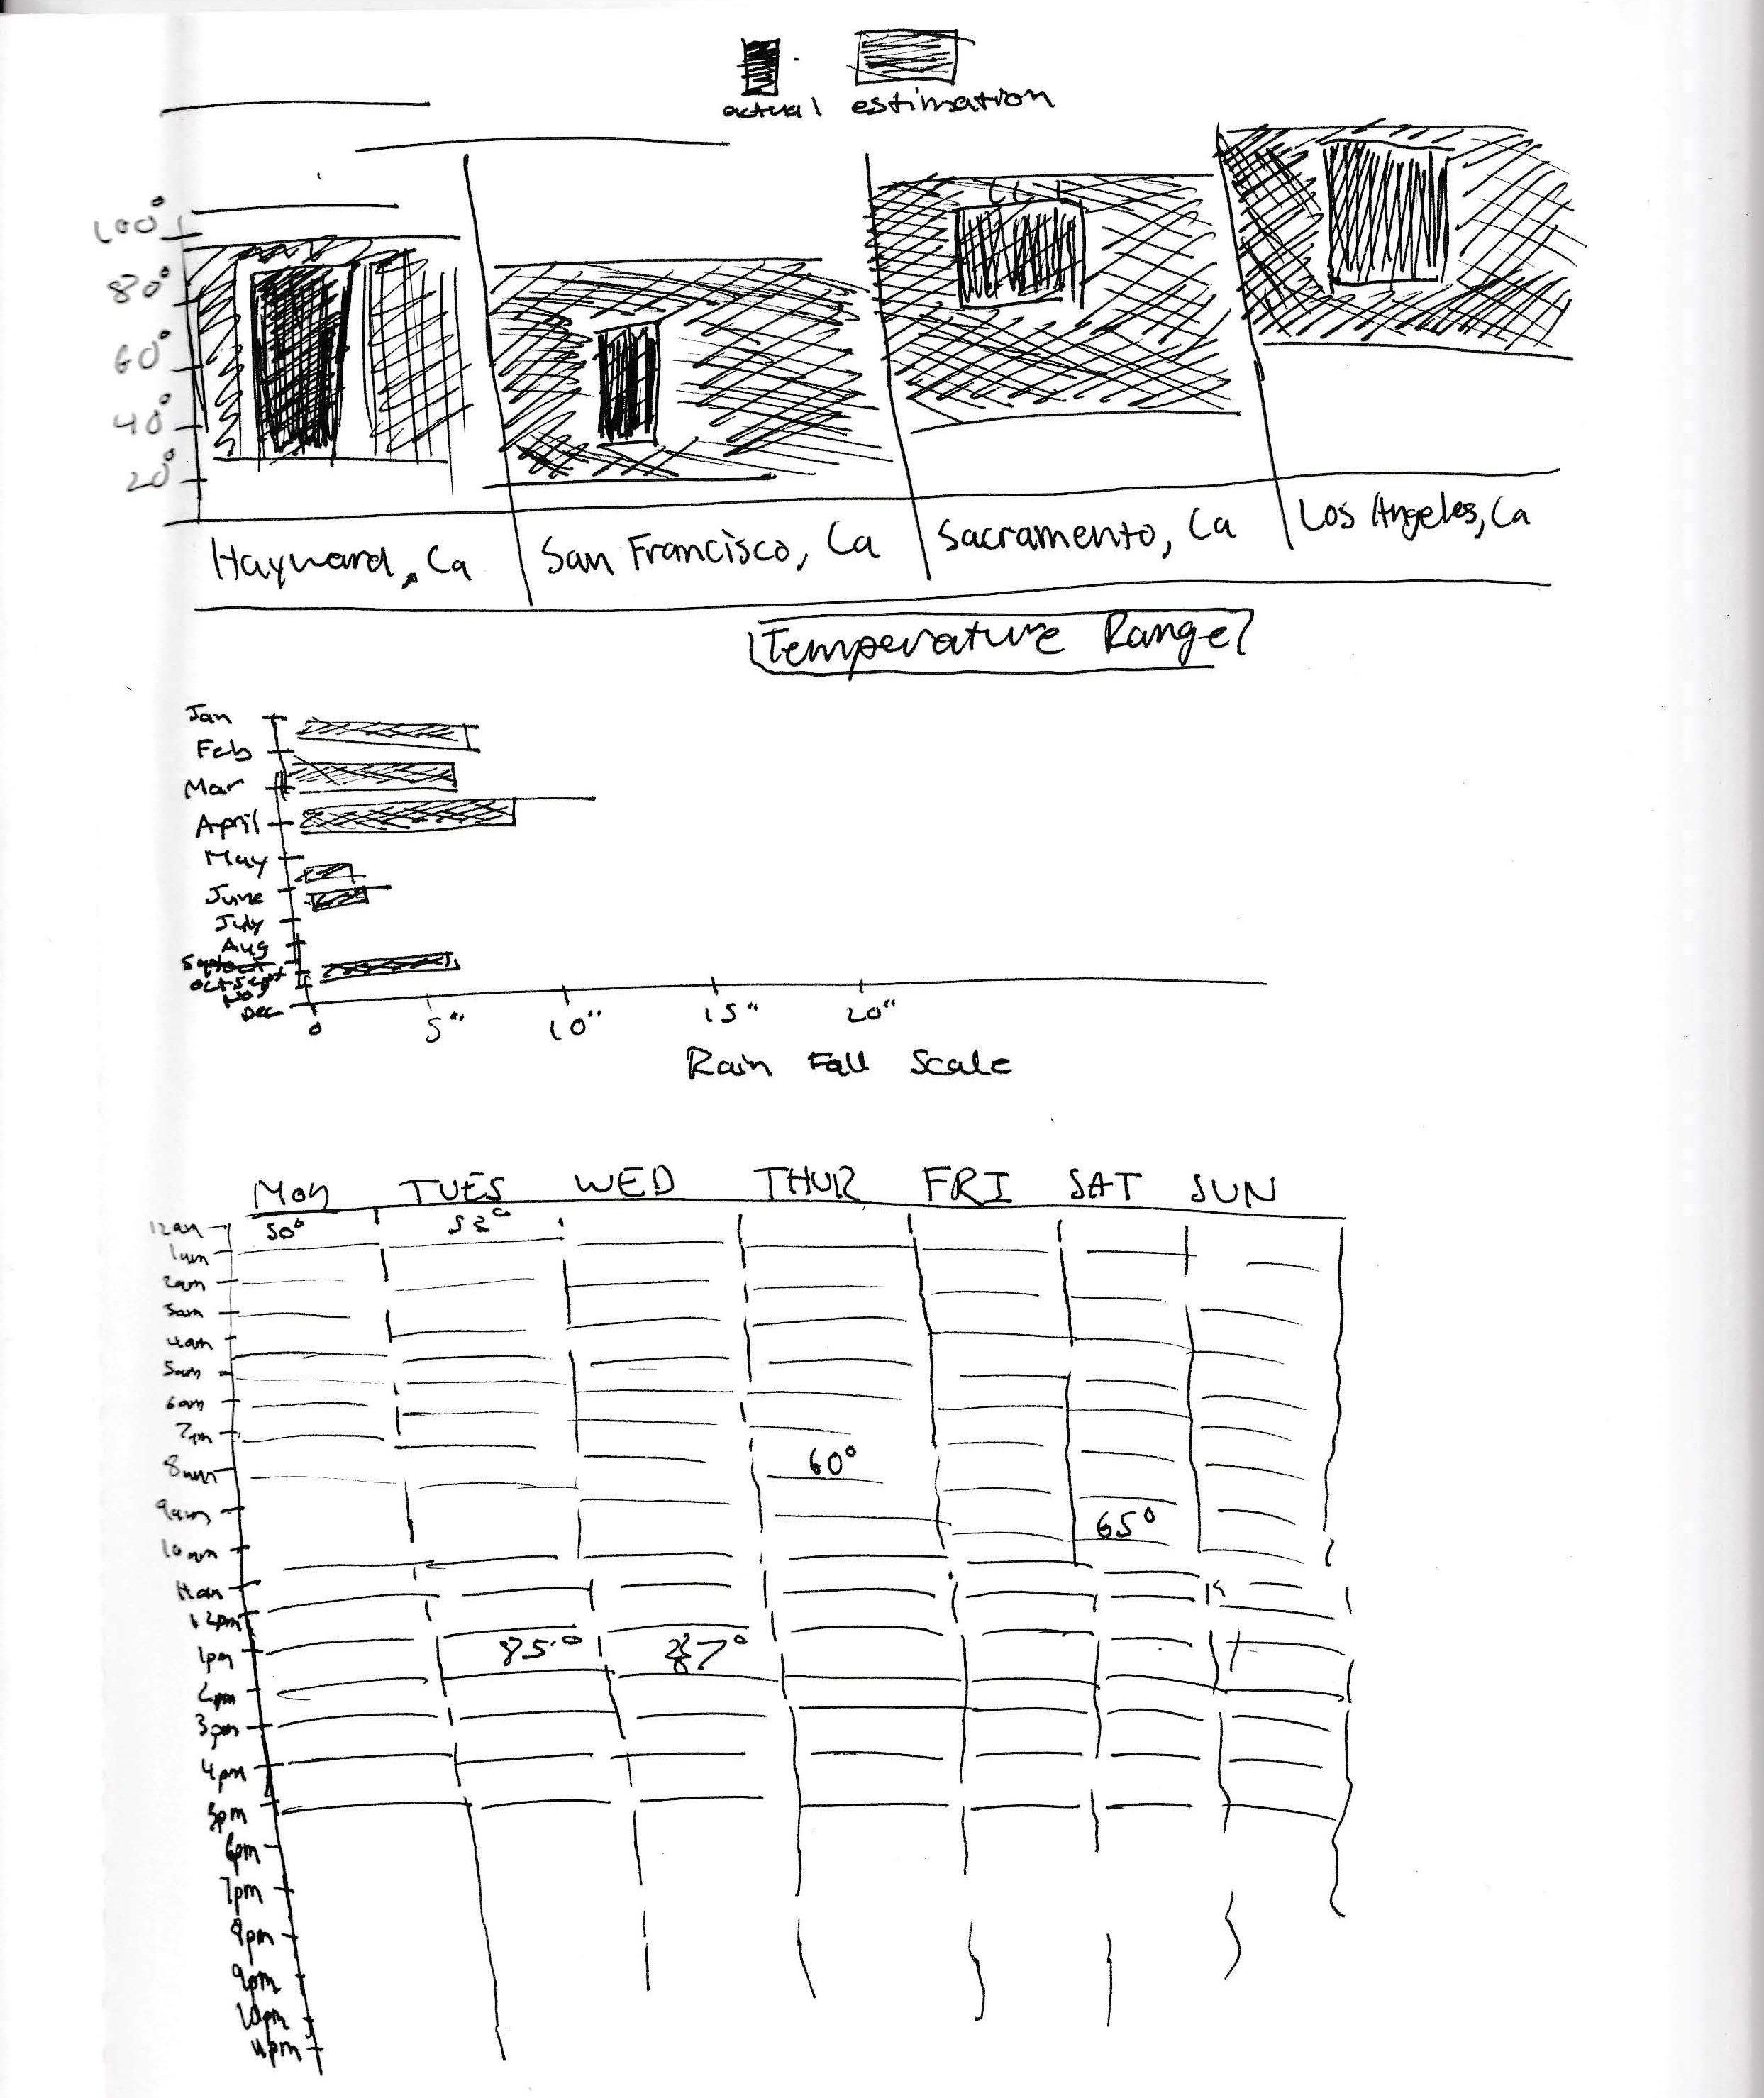 actual estimation
100°
80°
60°
40°
20°
Hayward, Ca San Francisco, Ca Sacramento, Ca Los Angeles, Ca
Temperature Range
Jan
Feb
Mar
April
May
June
July
Aug
Oct Sept
Nov
Dec
0 5" 10" 15" 20"
Rain Fall Scale
Mon TUES WED THUR FRI SAT SUN
12am 50° 53°
1am
2am
3am
4am
5am
6am
7am
8am 60°
9am 65°
10am
11am
12pm
1pm 85° 87°
2pm
3pm
4pm
5pm
6pm
7pm
8pm
9pm
10pm
11pm